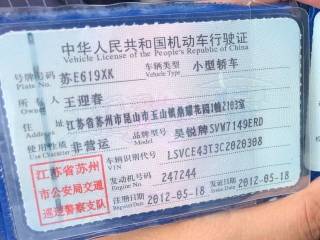 中华人民共和国机动车行驶证
Vehicle License of the People's Republic of China
号牌号码 苏E619XK 车辆类型 小型轿车
Plate No. Vehicle Type
所有人 王迎春
Owner
住址 江苏省苏州市昆山市玉山镇鼎耀花园1幢2103室
Address
使用性质 非营运 品牌型号 昊锐牌SVW7149ERD
Use Character Model
江苏省苏州 车辆识别代号 LSVCE43T3C2020308
VIN
市公安局交通 发动机号码 247244
Engine No.
巡逻警察支队 注册日期 2012-05-18 发证日期 2012-05-18
Register Date Issue Date